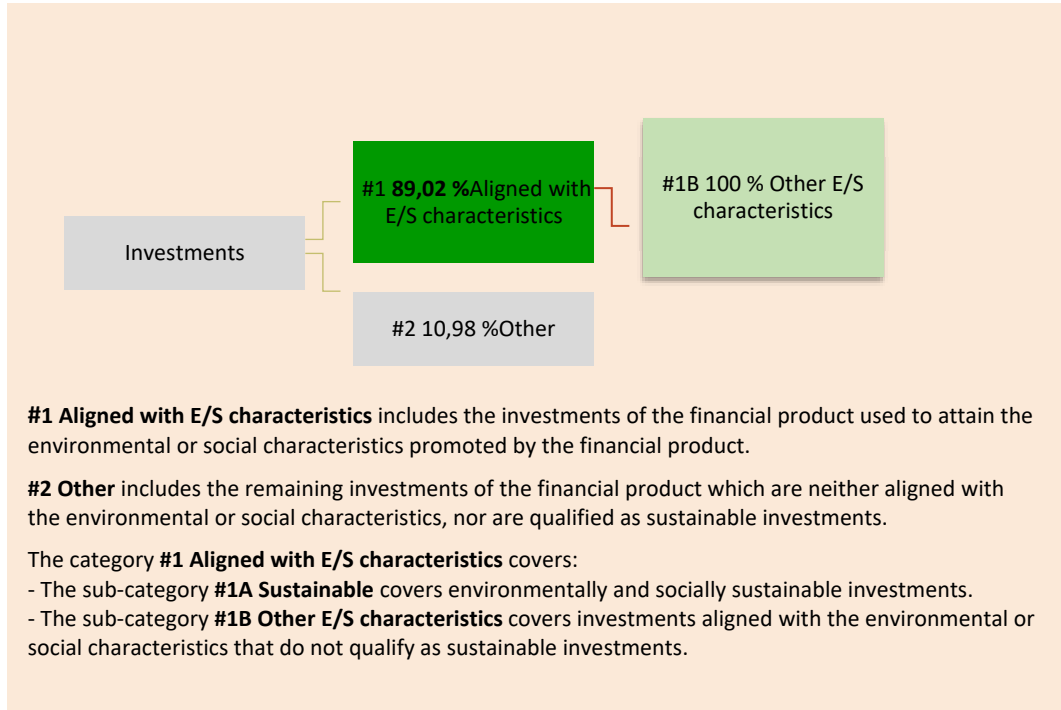 #1 89,02 %Aligned with
E/S characteristics
#1B 100 % Other E/S
characteristics
Investments
#2 10,98 %Other
#1 Aligned with E/S characteristics includes the investments of the financial product used to attain the
environmental or social characteristics promoted by the financial product.
#2 Other includes the remaining investments of the financial product which are neither aligned with
the environmental or social characteristics, nor are qualified as sustainable investments.
The category #1 Aligned with E/S characteristics covers:
- The sub-category #1A Sustainable covers environmentally and socially sustainable investments.
- The sub-category #1B Other E/S characteristics covers investments aligned with the environmental or
social characteristics that do not qualify as sustainable investments.